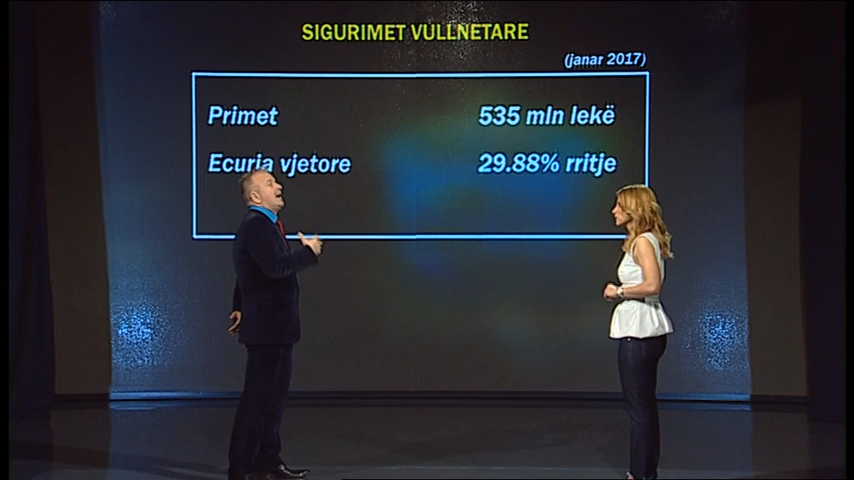 SIGURIMET VULLNETARE
(janar 2017)
Primet 535 mln lekë
Ecuria vjetore 29.88% rritje